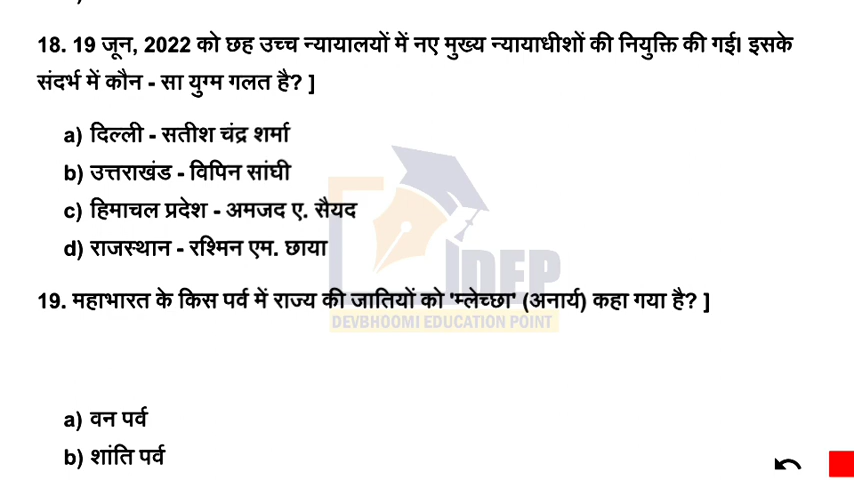 18. 19 जून, 2022 को छह उच्च न्यायालयों में नए मुख्य न्यायाधीशों की नियुक्ति की गई। इसके
संदर्भ में कौन - सा युग्म गलत है? ]
a) दिल्ली - सतीश चंद्र शर्मा
b) उत्तराखंड - विपिन सांघी
c) हिमाचल प्रदेश - अमजद ए. सैयद
d) राजस्थान - रश्मिन एम. छाया
IDEP
19. महाभारत के किस पर्व में राज्य की जातियों को 'म्लेच्छा' (अनार्य) कहा गया है? ]
DEVBHOOMI EDUCATION POINT
a) वन पर्व
b) शांति पर्व